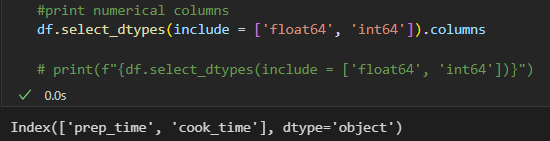 #print numerical columns
df.select_dtypes(include = ['float64', 'int64']).columns
# print(f"{df.select_dtypes(include = ['float64', 'int64'])}")
0.0s
Index(['prep_time', 'cook_time'], dtype='object')